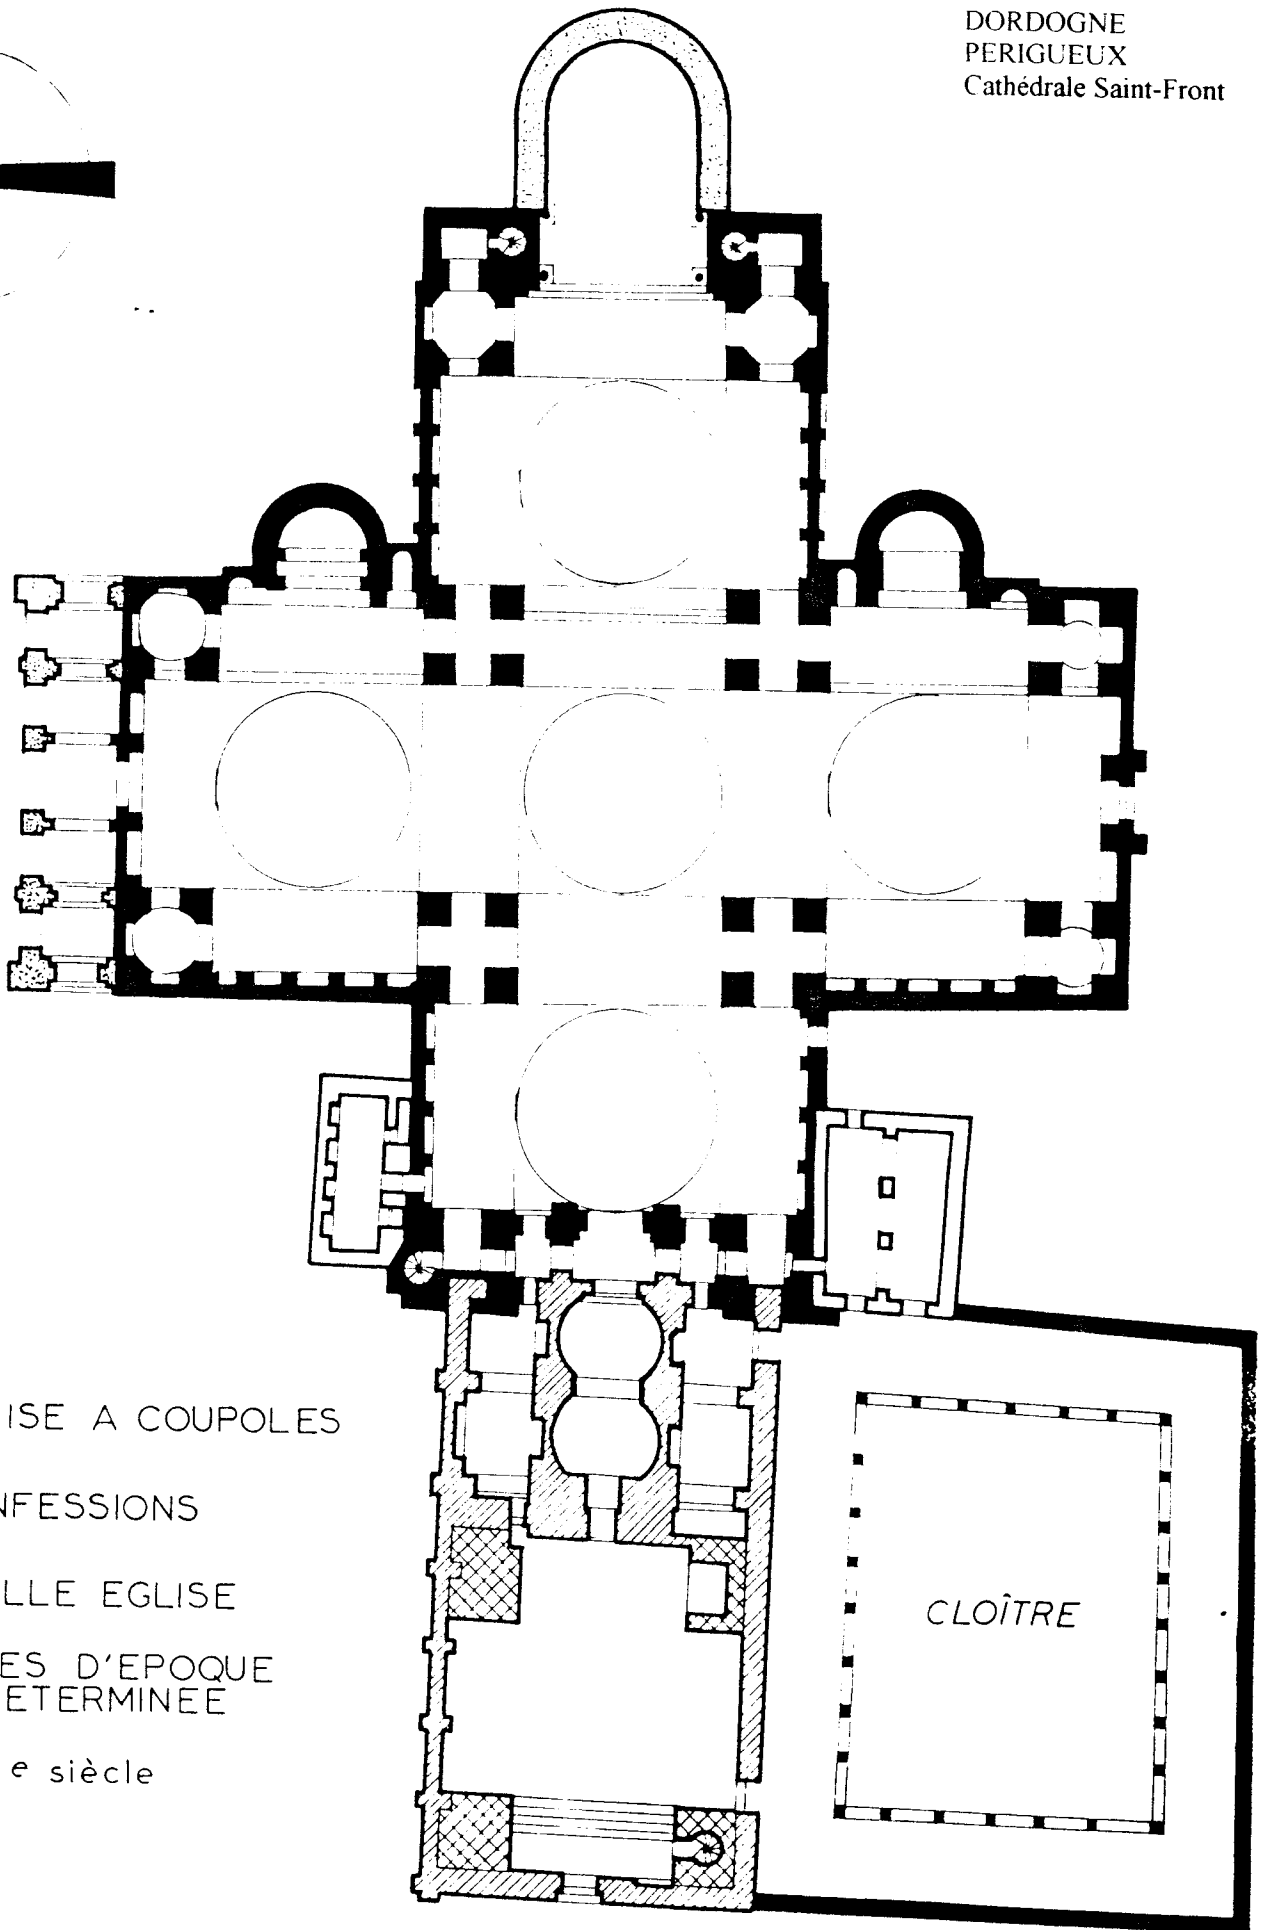 DORDOGNE
PERIGUEUX
Cathédrale Saint-Front
ISE A COUPOLES
NFESSIONS
LLE EGLISE
ES D'EPOQUE
ETERMINEE
e siècle
CLOÎTRE